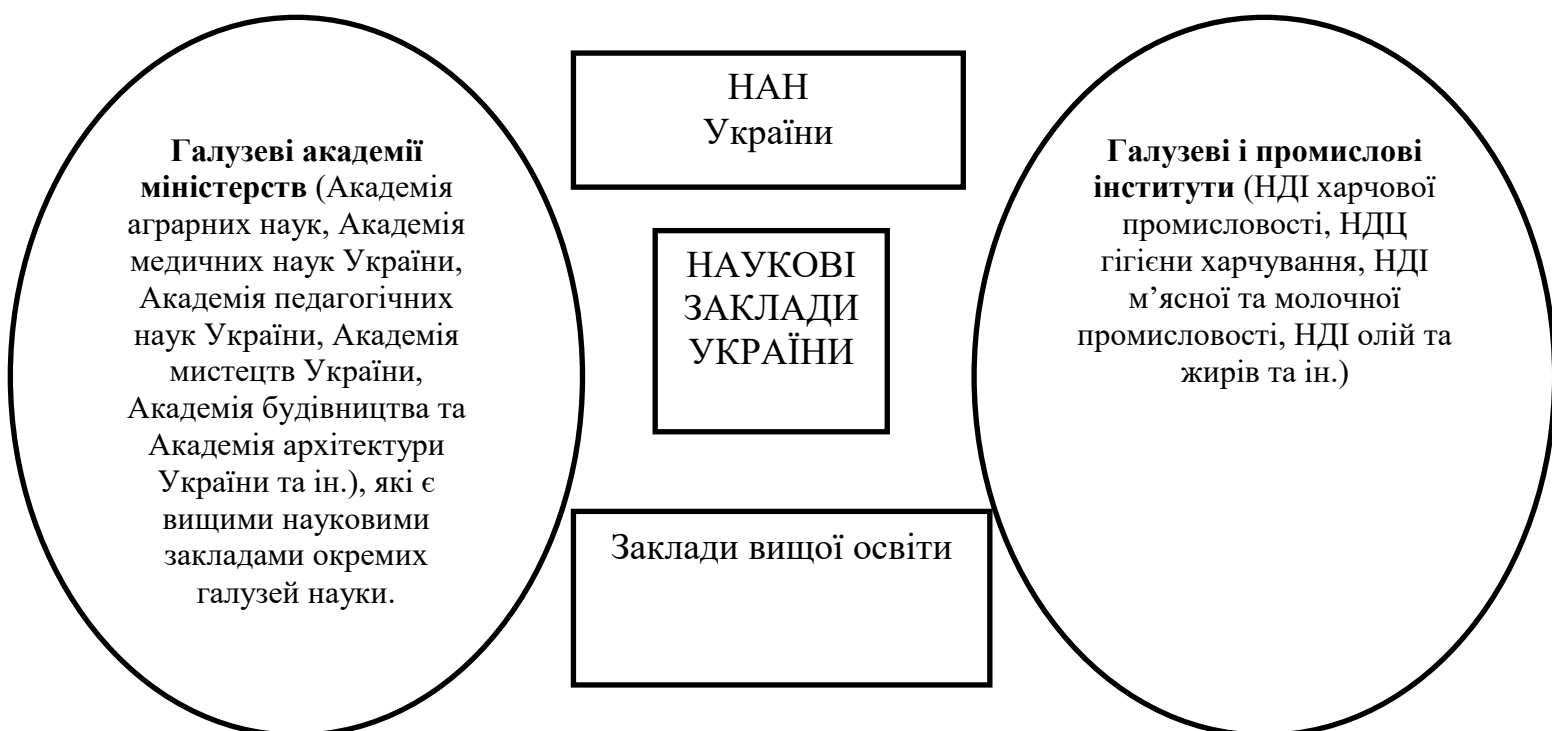 Галузеві академії
міністерств (Академія
аграрних наук, Академія
медичних наук України,
Академія педагогічних
наук України, Академія
мистецтв України,
Академія будівництва та
Академія архітектури
України та ін.), які є
вищими науковими
закладами окремих
галузей науки.
НАН
України
НАУКОВІ
ЗАКЛАДИ
УКРАЇНИ
Заклади вищої освіти
Галузеві і промислові
інститути (НДІ харчової
промисловості, НДЦ
гігієни харчування, НДІ
м’ясної та молочної
промисловості, НДІ олій та
жирів та ін.)